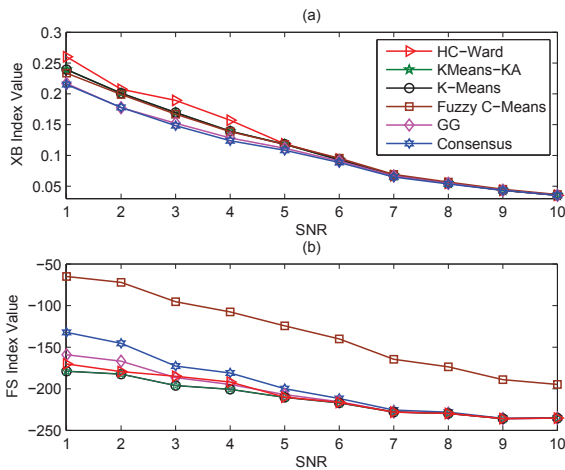 (a)
0.3
0.25
0.2
0.15
0.1
0.05
XB Index Value
HC-Ward
KMeans-KA
K-Means
Fuzzy C-Means
GG
Consensus
1 2 3 4 5 6 7 8 9 10
SNR
(b)
-50
-100
-150
-200
-250
FS Index Value
1 2 3 4 5 6 7 8 9 10
SNR